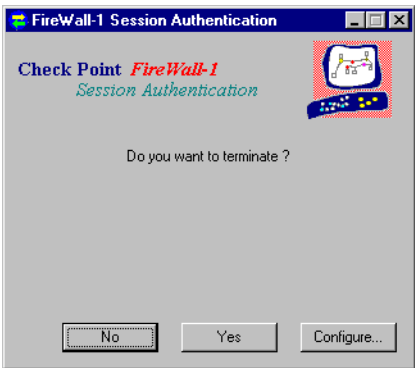 FireWall-1 Session Authentication
Check Point FireWall-1
Session Authentication
Do you want to terminate ?
No Yes Configure...